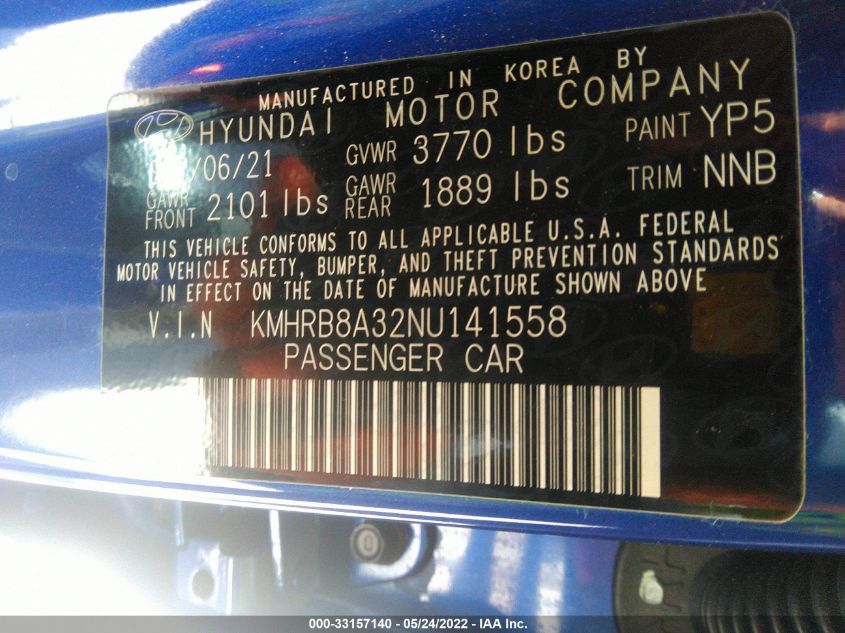 MANUFACTURED IN KOREA BY
HYUNDAI MOTOR COMPANY
/06/21 GVWR 3770 lbs PAINT YP5
GAWR FRONT 2101 lbs GAWR REAR 1889 lbs TRIM NNB
THIS VEHICLE CONFORMS TO ALL APPLICABLE U.S.A. FEDERAL
MOTOR VEHICLE SAFETY, BUMPER, AND THEFT PREVENTION STANDARDS
IN EFFECT ON THE DATE OF MANUFACTURE SHOWN ABOVE
V.I.N KMHRB8A32NU141558
PASSENGER CAR
000-33157140 - 05/24/2022 - IAA Inc.